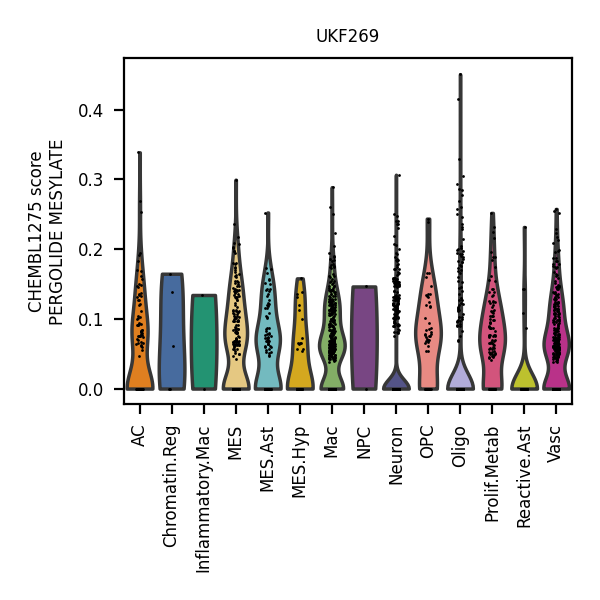 UKF269
CHEMBL1275 score
PERGOLIDE MESYLATE
0.4
0.3
0.2
0.1
0.0
AC
Chromatin.Reg
Inflammatory.Mac
MES
MES.Ast
MES.Hyp
Mac
NPC
Neuron
OPC
Oligo
Prolif.Metab
Reactive.Ast
Vasc